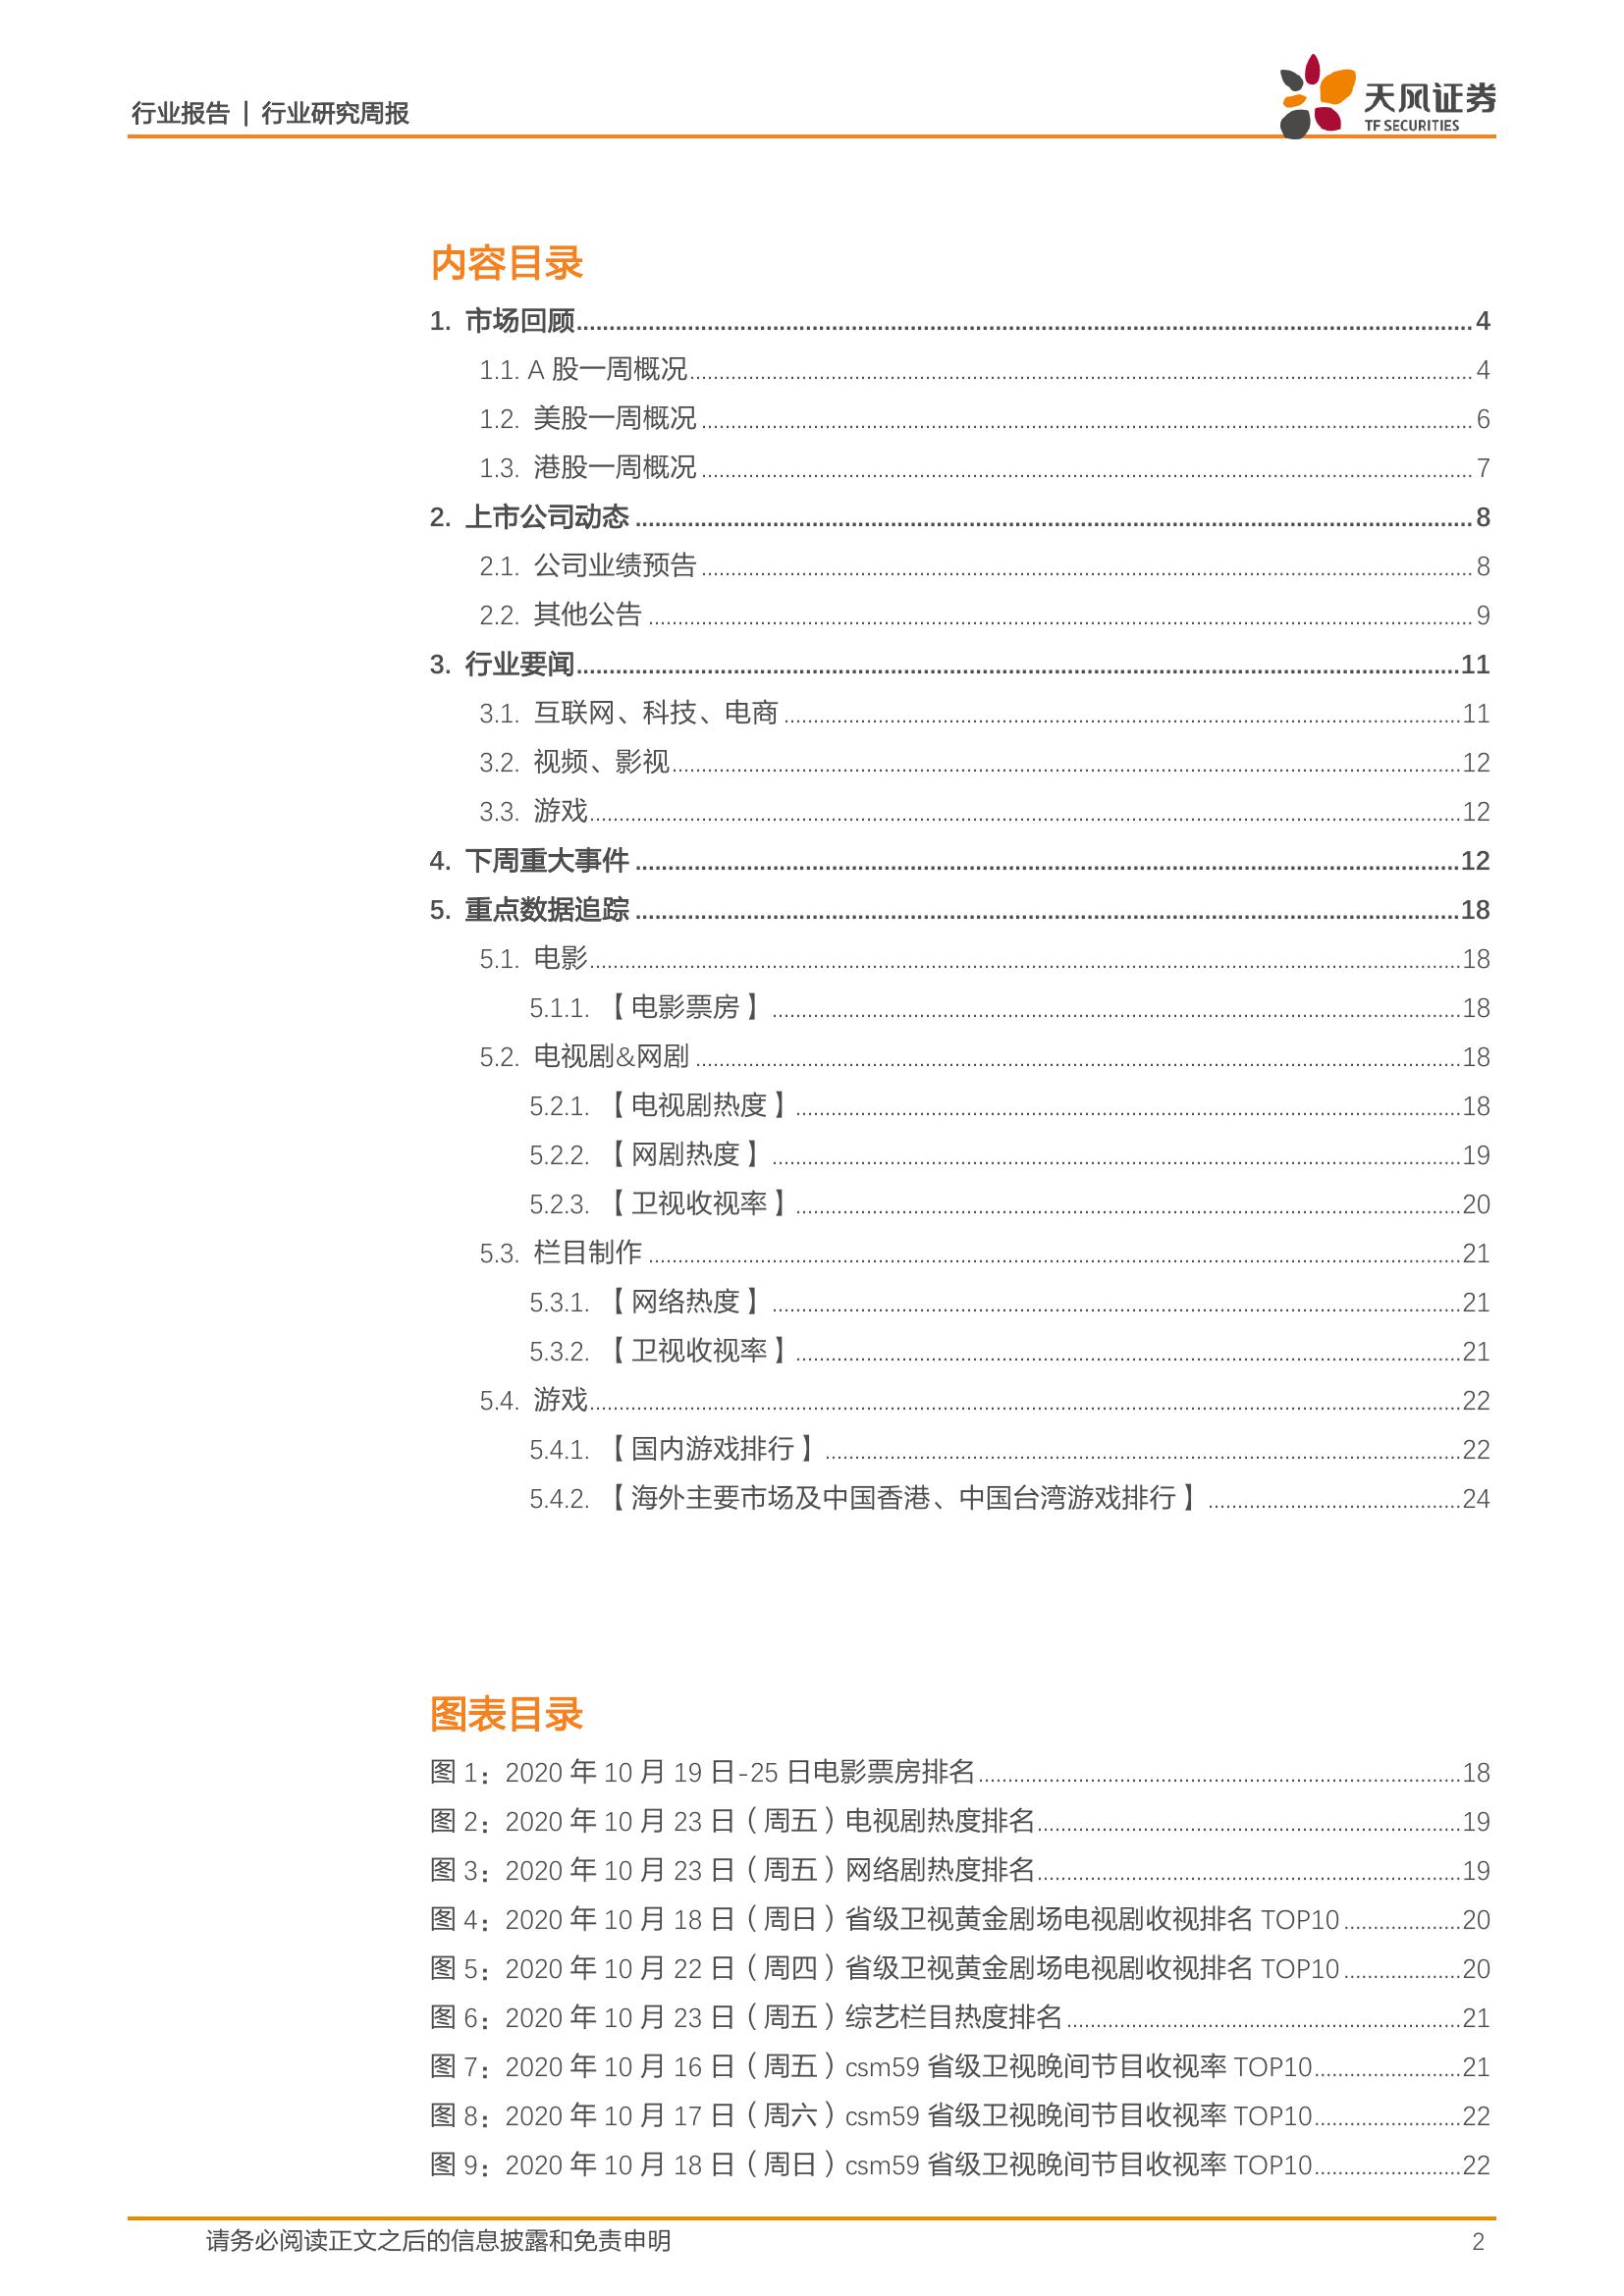 行业报告 | 行业研究周报
天风证券
TF SECURITIES
内容目录
1. 市场回顾 4
1.1. A 股一周概况 4
1.2. 美股一周概况 6
1.3. 港股一周概况 7
2. 上市公司动态 8
2.1. 公司业绩预告 8
2.2. 其他公告 9
3. 行业要闻 11
3.1. 互联网、科技、电商 11
3.2. 视频、影视 12
3.3. 游戏 12
4. 下周重大事件 12
5. 重点数据追踪 18
5.1. 电影 18
5.1.1. 【电影票房】 18
5.2. 电视剧&网剧 18
5.2.1. 【电视剧热度】 18
5.2.2. 【网剧热度】 19
5.2.3. 【卫视收视率】 20
5.3. 栏目制作 21
5.3.1. 【网络热度】 21
5.3.2. 【卫视收视率】 21
5.4. 游戏 22
5.4.1. 【国内游戏排行】 22
5.4.2. 【海外主要市场及中国香港、中国台湾游戏排行】 24
图表目录
图 1：2020 年 10 月 19 日-25 日电影票房排名 18
图 2：2020 年 10 月 23 日（周五）电视剧热度排名 19
图 3：2020 年 10 月 23 日（周五）网络剧热度排名 19
图 4：2020 年 10 月 18 日（周日）省级卫视黄金剧场电视剧收视排名 TOP10 20
图 5：2020 年 10 月 22 日（周四）省级卫视黄金剧场电视剧收视排名 TOP10 20
图 6：2020 年 10 月 23 日（周五）综艺栏目热度排名 21
图 7：2020 年 10 月 16 日（周五）csm59 省级卫视晚间节目收视率 TOP10 21
图 8：2020 年 10 月 17 日（周六）csm59 省级卫视晚间节目收视率 TOP10 22
图 9：2020 年 10 月 18 日（周日）csm59 省级卫视晚间节目收视率 TOP10 22
请务必阅读正文之后的信息披露和免责申明 2